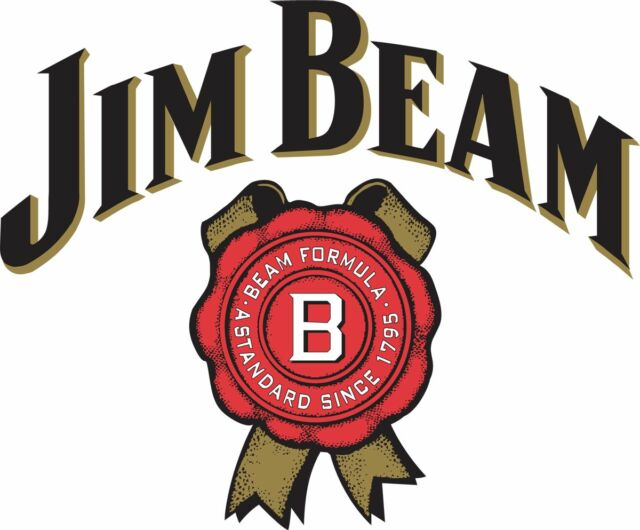 JIM BEAM
· BEAM FORMULA ·
B
A STANDARD SINCE 1795